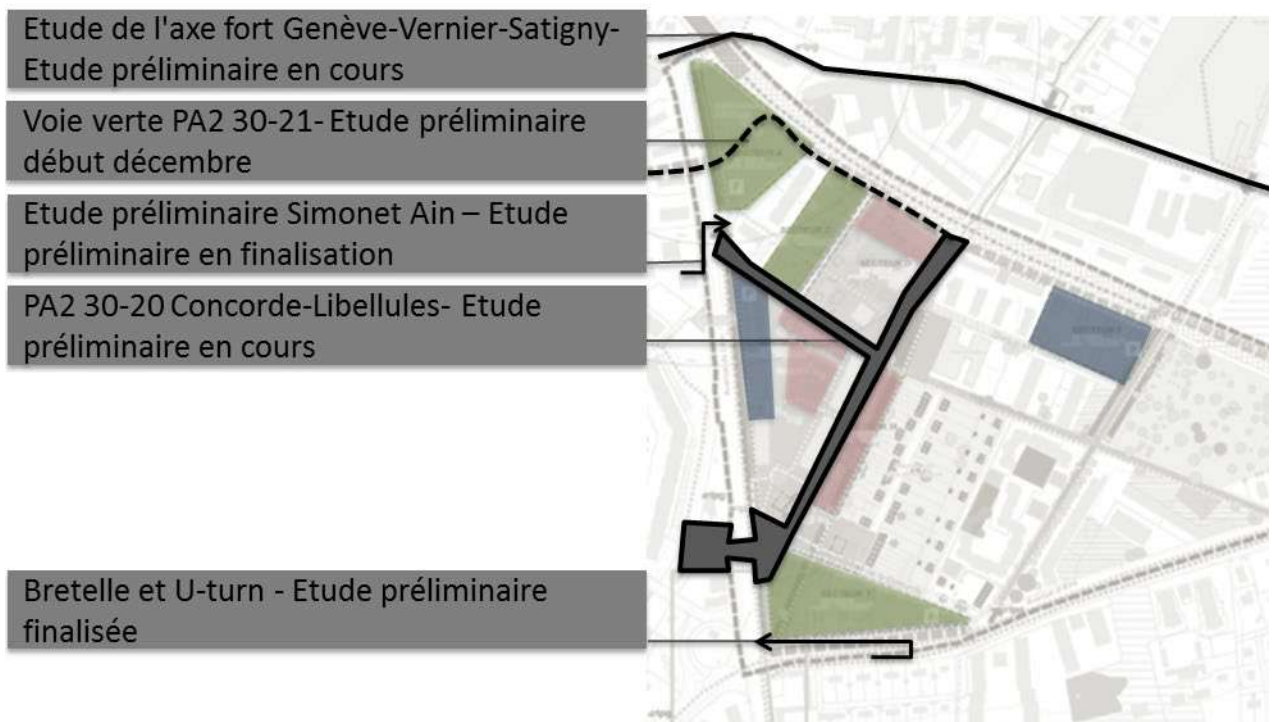 Etude de l'axe fort Genève-Vernier-Satigny-
Etude préliminaire en cours
Voie verte PA2 30-21- Etude préliminaire
début décembre
Etude préliminaire Simonet Ain – Etude
préliminaire en finalisation
PA2 30-20 Concorde-Libellules- Etude
préliminaire en cours
Bretelle et U-turn - Etude préliminaire
finalisée